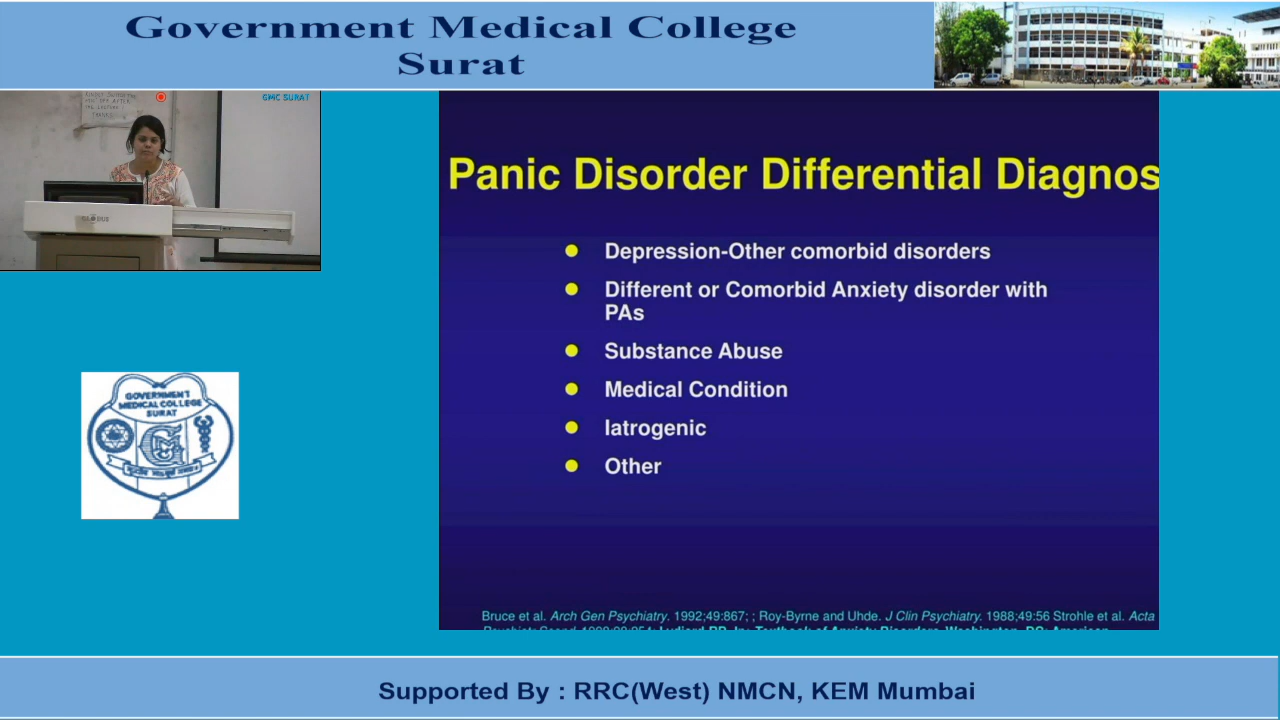 Government Medical College
Surat
GMC SURAT
Panic Disorder Differential Diagnos
Depression-Other comorbid disorders
Different or Comorbid Anxiety disorder with
PAs
Substance Abuse
Medical Condition
Iatrogenic
Other
Bruce et al. Arch Gen Psychiatry. 1992;49:867; ; Roy-Byrne and Uhde. J Clin Psychiatry. 1988;49:56 Strohle et al. Acta
GOVERNMENT
MEDICAL COLLEGE
SURAT
Supported By : RRC(West) NMCN, KEM Mumbai